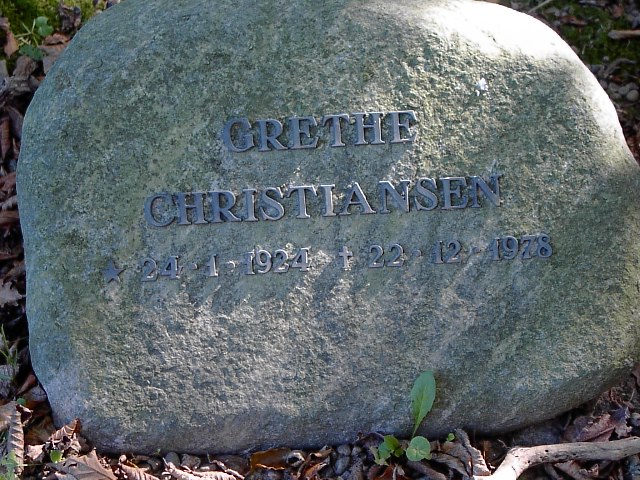 GRETHE
CHRISTIANSEN
★ 24·1·1924 † 22·12·1978